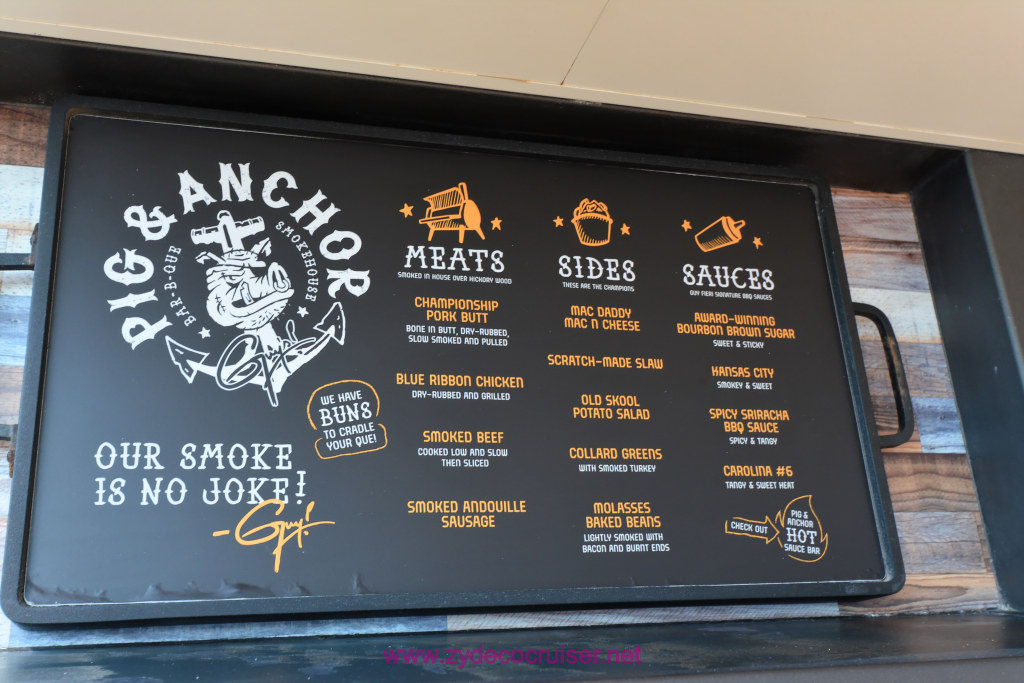 PIG & ANCHOR
BAR-B-QUE
SMOKEHOUSE
Guy!
WE HAVE
BUNS
TO CRADLE
YOUR QUE!
OUR SMOKE
IS NO JOKE!
-Guy!
MEATS
SMOKED IN HOUSE OVER HICKORY WOOD
CHAMPIONSHIP
PORK BUTT
BONE IN BUTT, DRY-RUBBED,
SLOW SMOKED AND PULLED
BLUE RIBBON CHICKEN
DRY-RUBBED AND GRILLED
SMOKED BEEF
COOKED LOW AND SLOW
THEN SLICED
SMOKED ANDOUILLE
SAUSAGE
SIDES
THESE ARE THE CHAMPIONS
MAC DADDY
MAC N CHEESE
SCRATCH-MADE SLAW
OLD SKOOL
POTATO SALAD
COLLARD GREENS
WITH SMOKED TURKEY
MOLASSES
BAKED BEANS
LIGHTLY SMOKED WITH
BACON AND BURNT ENDS
SAUCES
GUY FIERI SIGNATURE BBQ SAUCES
AWARD-WINNING
BOURBON BROWN SUGAR
SWEET & STICKY
KANSAS CITY
SMOKEY & SWEET
SPICY SRIRACHA
BBQ SAUCE
SPICY & TANGY
CAROLINA #6
TANGY & SWEET HEAT
CHECK OUT
PIG &
ANCHOR
HOT
SAUCE BAR
www.zydecocruiser.net